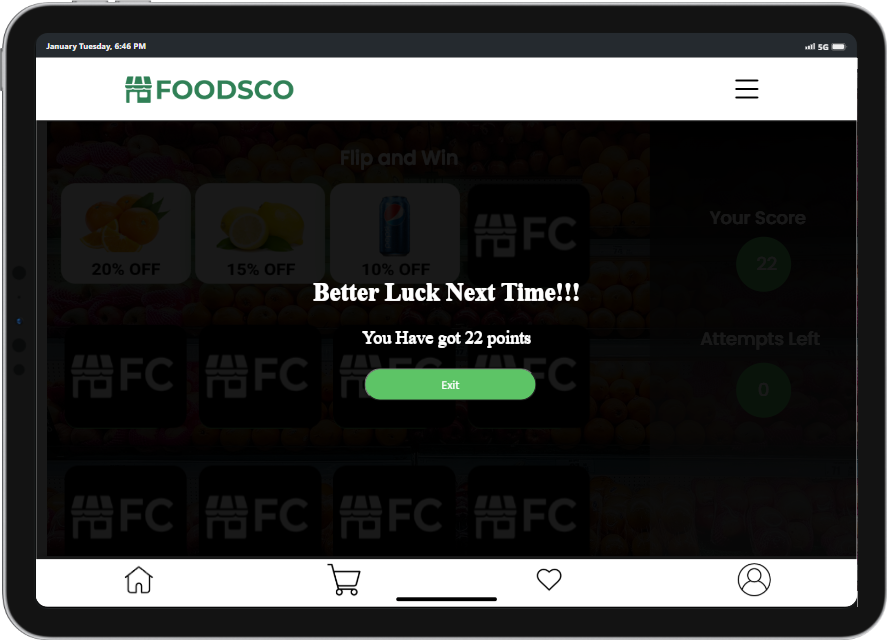 January Tuesday, 6:46 PM
5G
FOODSCO
Flip and Win
20% OFF
15% OFF
10% OFF
FC
Your Score
22
Better Luck Next Time!!!
You Have got 22 points
Attempts Left
0
FC
FC
FC
FC
Exit
FC
FC
FC
FC